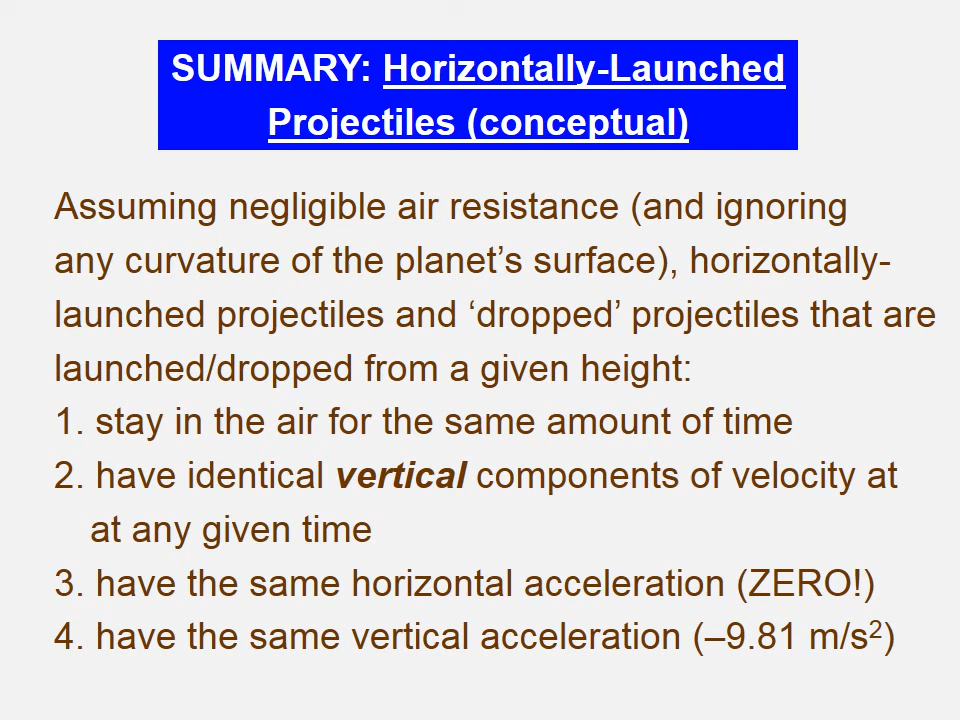 SUMMARY: Horizontally-Launched
Projectiles (conceptual)
Assuming negligible air resistance (and ignoring
any curvature of the planet’s surface), horizontally-
launched projectiles and ‘dropped’ projectiles that are
launched/dropped from a given height:
1. stay in the air for the same amount of time
2. have identical vertical components of velocity at
at any given time
3. have the same horizontal acceleration (ZERO!)
4. have the same vertical acceleration (–9.81 m/s²)